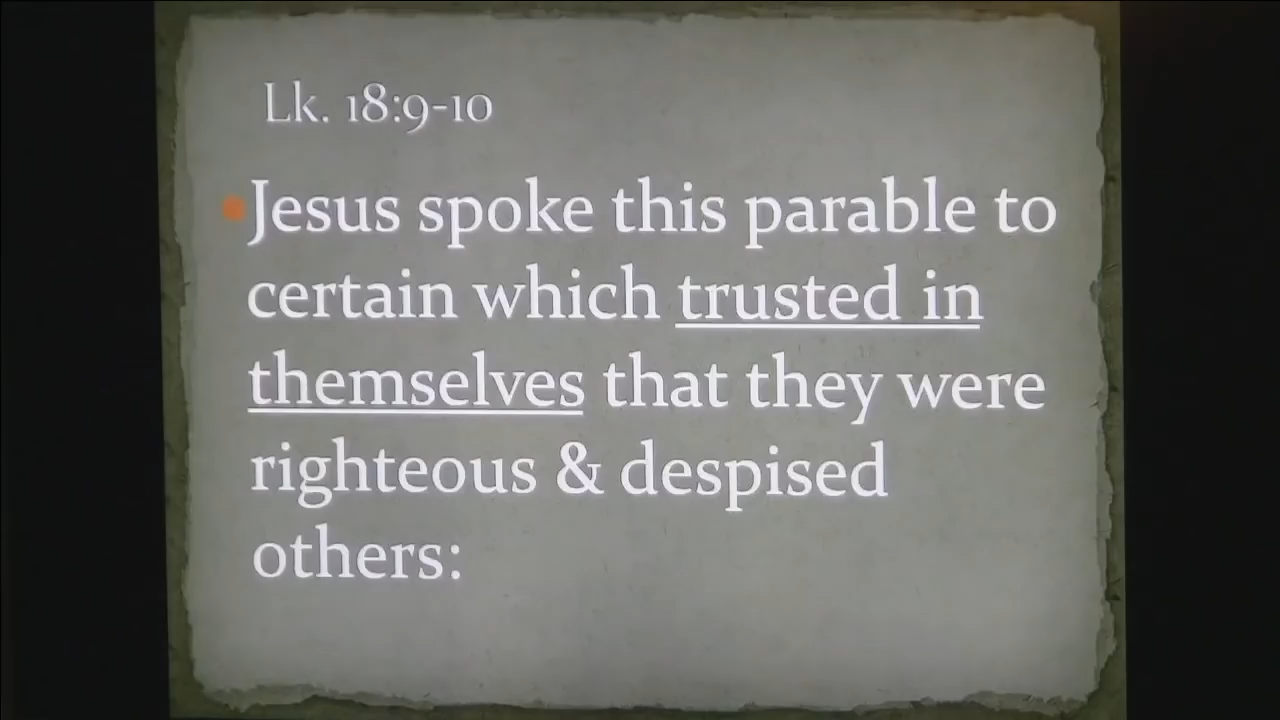 Lk. 18:9-10
Jesus spoke this parable to
certain which trusted in
themselves that they were
righteous & despised
others: